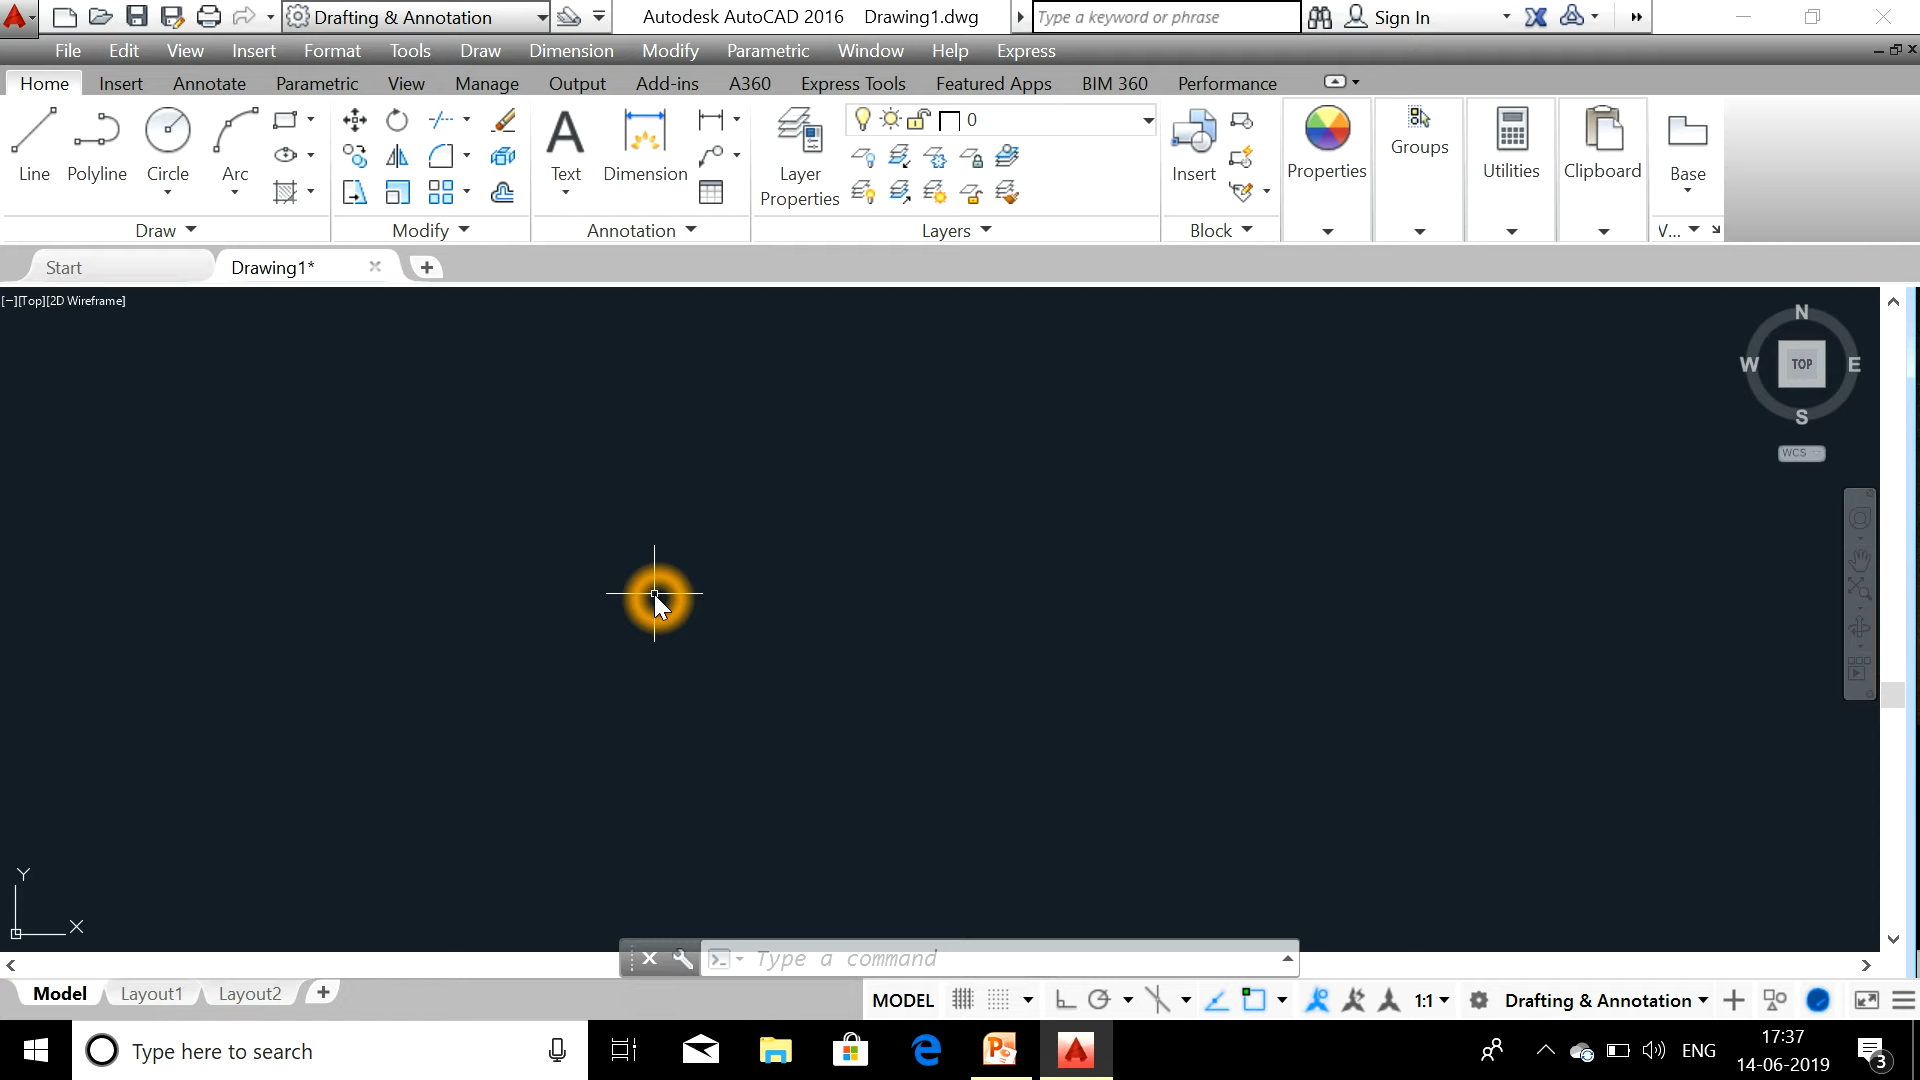 Drafting & Annotation Autodesk AutoCAD 2016 Drawing1.dwg Type a keyword or phrase Sign In
File Edit View Insert Format Tools Draw Dimension Modify Parametric Window Help Express
Home Insert Annotate Parametric View Manage Output Add-ins A360 Express Tools Featured Apps BIM 360 Performance
0
Line Polyline Circle Arc Text Dimension Layer Properties Insert Properties Groups Utilities Clipboard Base
Draw Modify Annotation Layers Block V...
Start Drawing1*
[−][Top][2D Wireframe]
N
W TOP E
S
WCS
Y
X
Type a command
Model Layout1 Layout2
MODEL 1:1 Drafting & Annotation
Type here to search ENG 17:37
14-06-2019
3